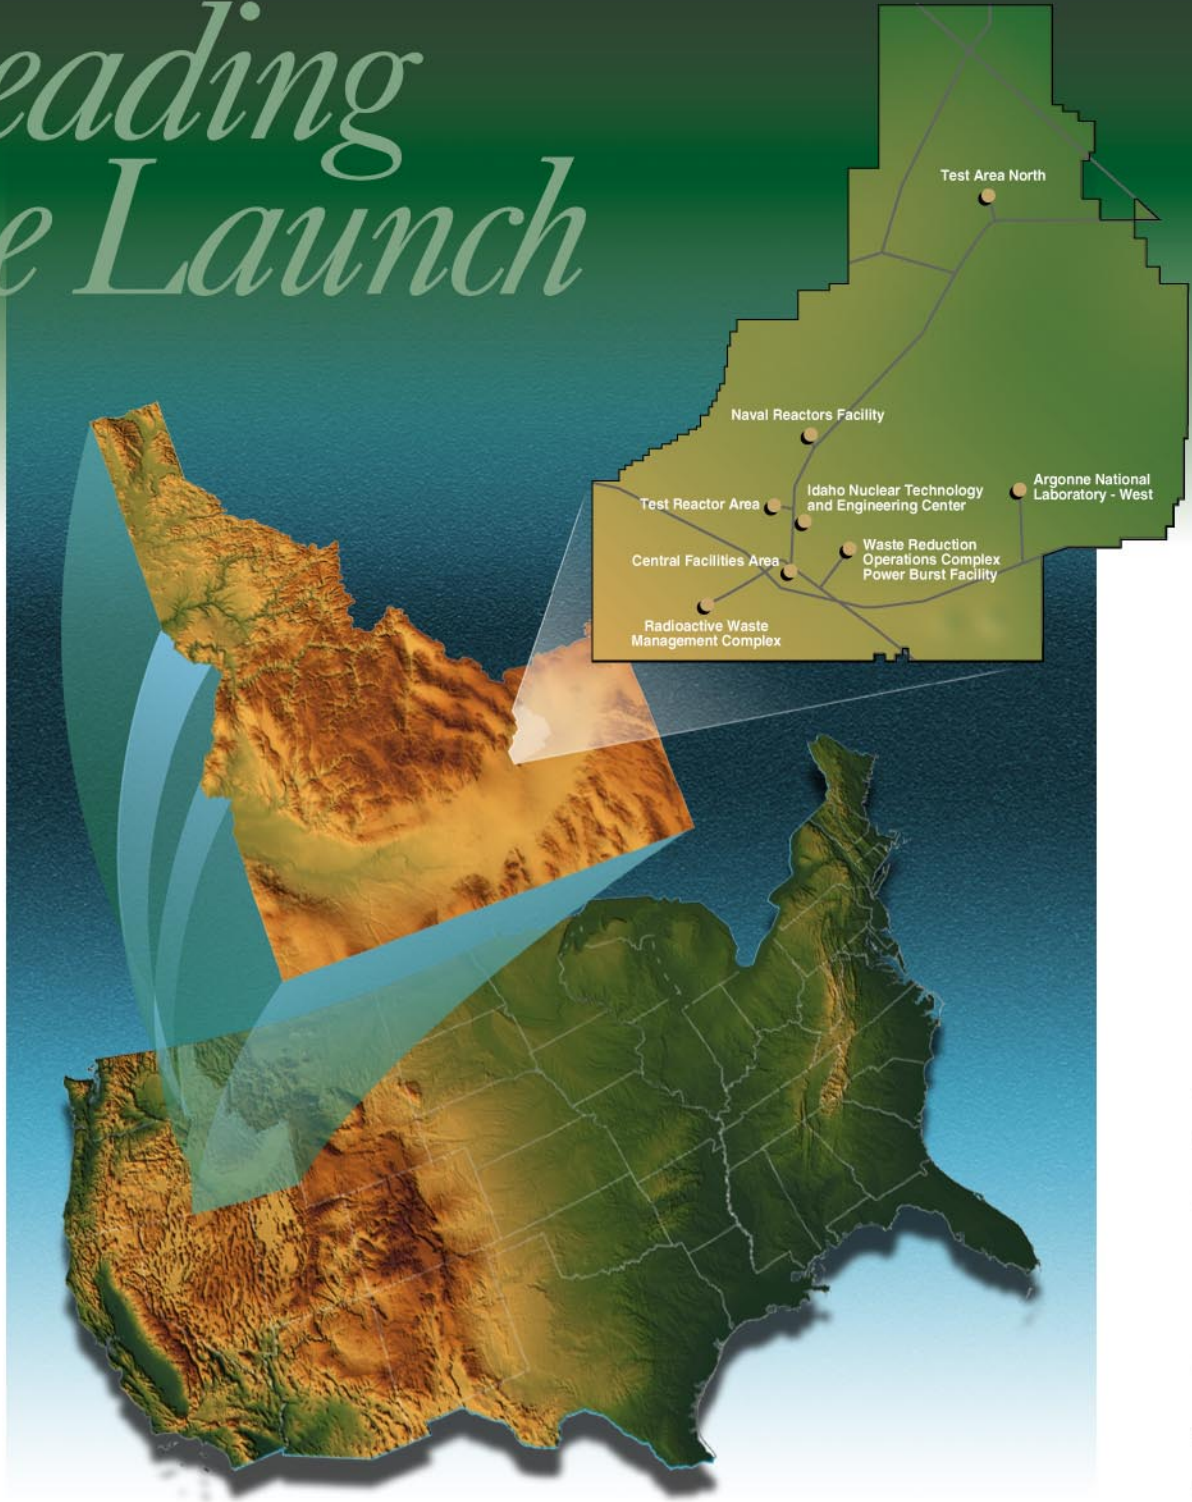 eading
e Launch
Test Area North
Naval Reactors Facility
Idaho Nuclear Technology
and Engineering Center
Argonne National
Laboratory - West
Test Reactor Area
Waste Reduction
Operations Complex
Power Burst Facility
Central Facilities Area
Radioactive Waste
Management Complex